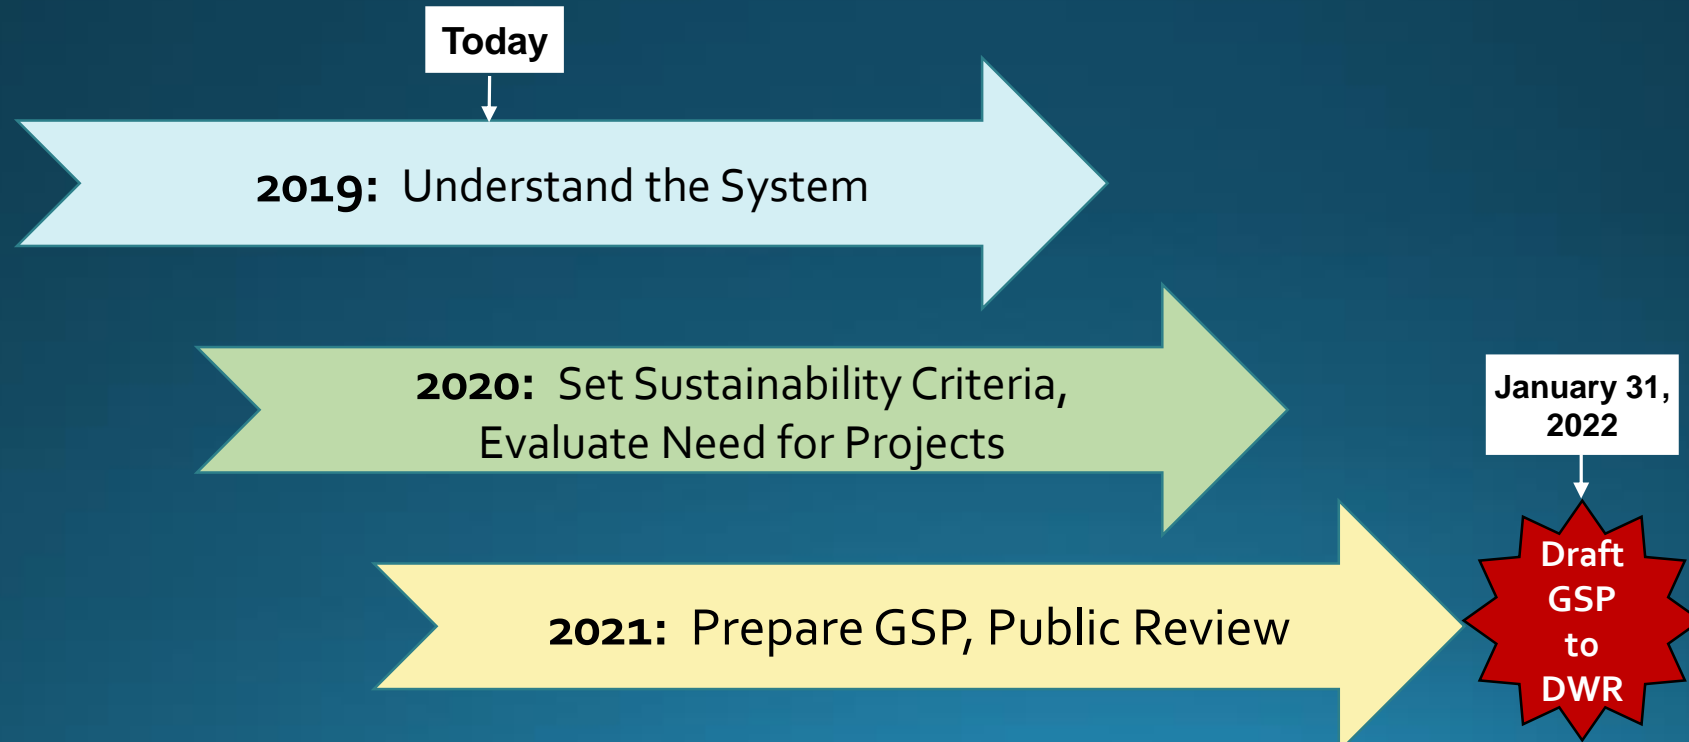 Today
2019: Understand the System
2020: Set Sustainability Criteria,
Evaluate Need for Projects
January 31,
2022
2021: Prepare GSP, Public Review
Draft
GSP
to
DWR